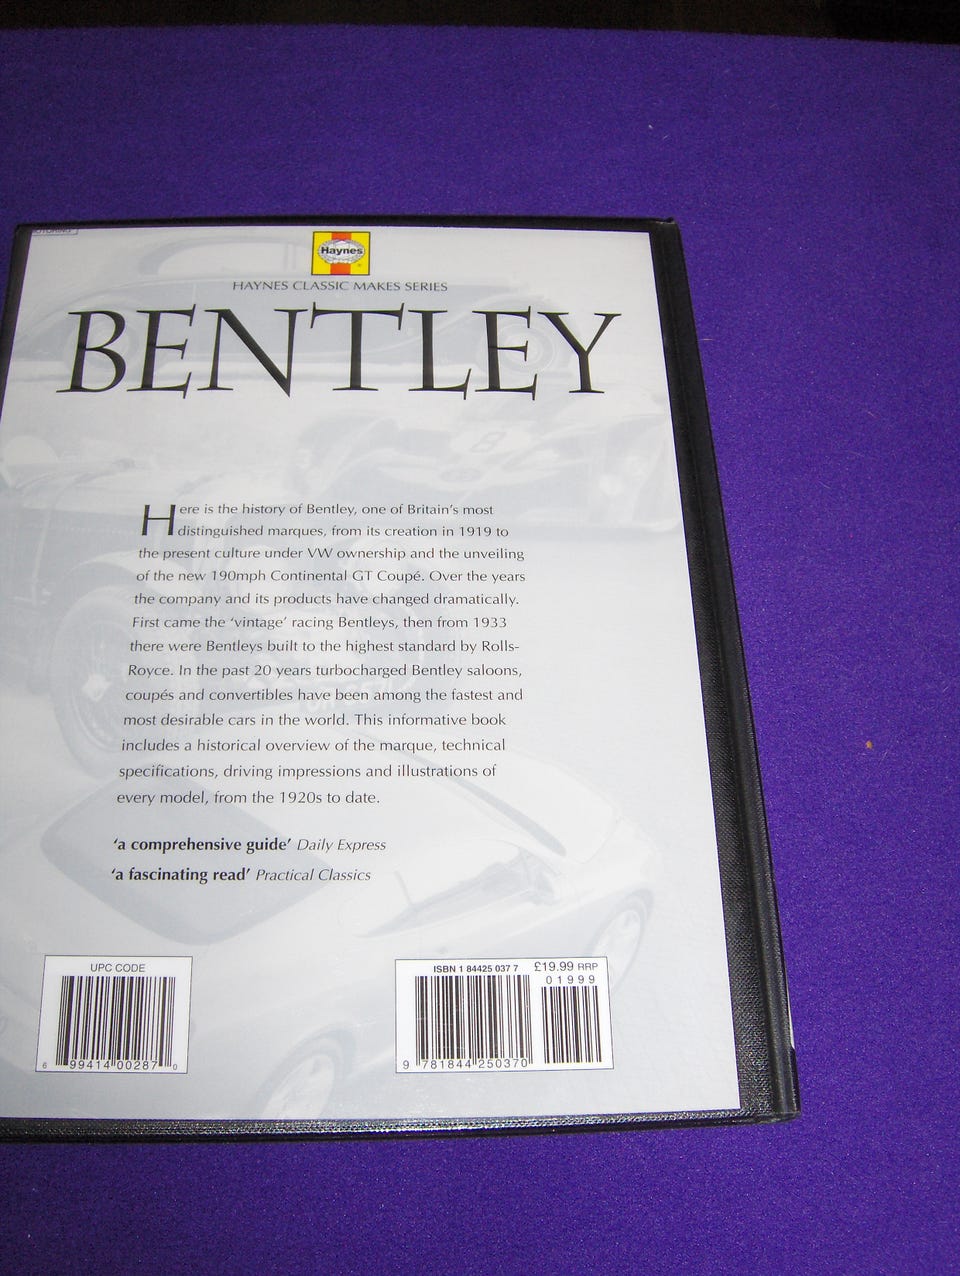 Haynes
HAYNES CLASSIC MAKES SERIES
BENTLEY
Here is the history of Bentley, one of Britain's most
distinguished marques, from its creation in 1919 to
the present culture under VW ownership and the unveiling
of the new 190mph Continental GT Coupé. Over the years
the company and its products have changed dramatically.
First came the 'vintage' racing Bentleys, then from 1933
there were Bentleys built to the highest standard by Rolls-
Royce. In the past 20 years turbocharged Bentley saloons,
coupés and convertibles have been among the fastest and
most desirable cars in the world. This informative book
includes a historical overview of the marque, technical
specifications, driving impressions and illustrations of
every model, from the 1920s to date.
'a comprehensive guide' Daily Express
'a fascinating read' Practical Classics
UPC CODE
6 99414 00287 0
ISBN 1 84425 037 7 £19.99 RRP
01999
9 781844 250370